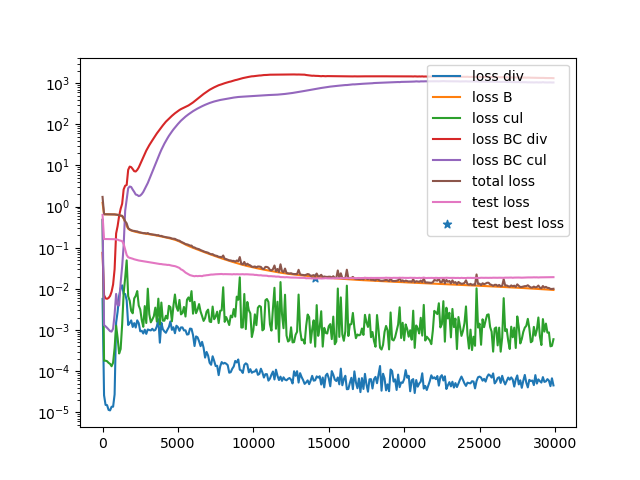 10³
10²
10¹
10⁰
10⁻¹
10⁻²
10⁻³
10⁻⁴
10⁻⁵
0
5000
10000
15000
20000
25000
30000
loss div
loss B
loss cul
loss BC div
loss BC cul
total loss
test loss
test best loss